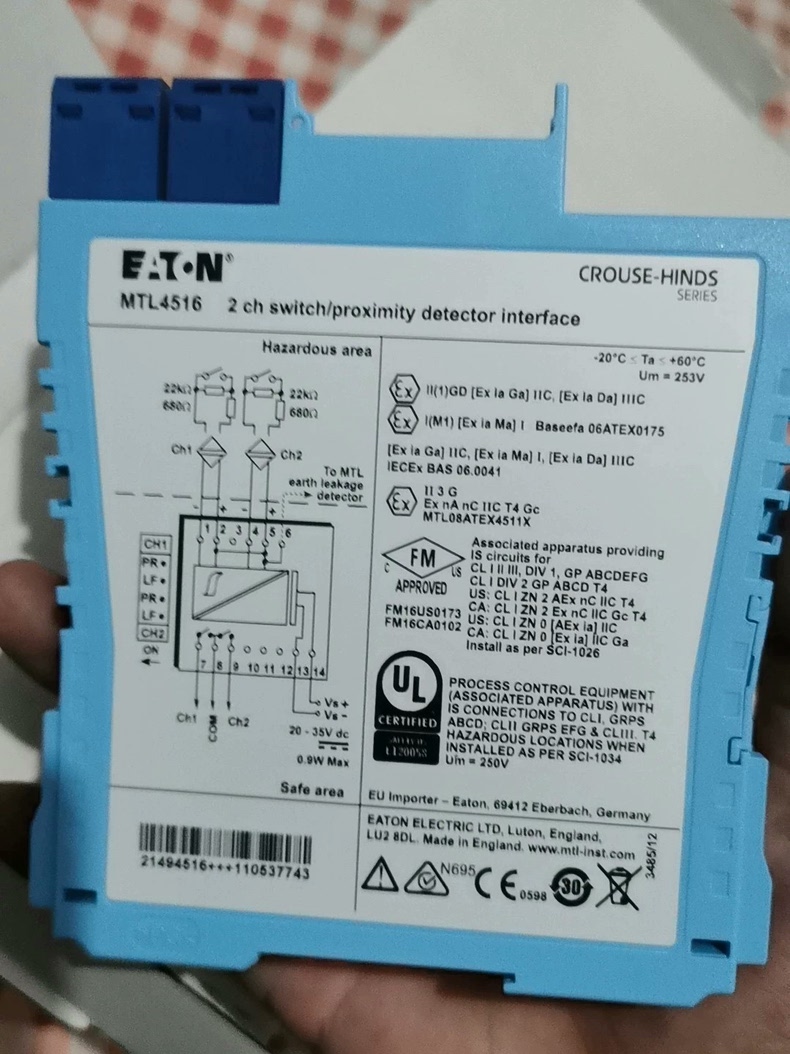 EATON®
CROUSE-HINDS
SERIES
MTL4516 2 ch switch/proximity detector interface
Hazardous area
22kΩ
680Ω
22kΩ
680Ω
Ch1
Ch2
To MTL
earth leakage
detector
- + - +
1 2 3 4 5 6
CH1
PR
LF
PR
LF
CH2
ON
7 8 9 10 11 12 13 14
Vs +
Vs -
Ch1
COM
Ch2
20 - 35V dc
0.9W Max
Safe area
21494516+++110537743
-20°C ≤ Ta ≤ +60°C
Um = 253V
Ex II(1)GD [Ex ia Ga] IIC, [Ex ia Da] IIIC
Ex I(M1) [Ex ia Ma] I Baseefa 06ATEX0175
[Ex ia Ga] IIC, [Ex ia Ma] I, [Ex ia Da] IIIC
IECEx BAS 06.0041
Ex II 3 G
Ex nA nC IIC T4 Gc
MTL08ATEX4511X
FM
C US
APPROVED
FM16US0173
FM16CA0102
Associated apparatus providing
IS circuits for
CL I II III, DIV 1, GP ABCDEFG
CL I DIV 2 GP ABCD T4
US: CL I ZN 2 AEx nC IIC T4
CA: CL I ZN 2 Ex nC IIC Gc T4
US: CL I ZN 0 [AEx ia] IIC
CA: CL I ZN 0 [Ex ia] IIC Ga
Install as per SCI-1026
UL
CERTIFIED
PROCESS CONTROL EQUIPMENT
(ASSOCIATED APPARATUS) WITH
IS CONNECTIONS TO CLI, GRPS
ABCD; CLII GRPS EFG & CLIII. T4
HAZARDOUS LOCATIONS WHEN
INSTALLED AS PER SCI-1034
Um = 250V
EU Importer – Eaton, 69412 Eberbach, Germany
EATON ELECTRIC LTD, Luton, England,
LU2 8DL. Made in England. www.mtl-inst.com
N695
CE 0598
30
3485/12